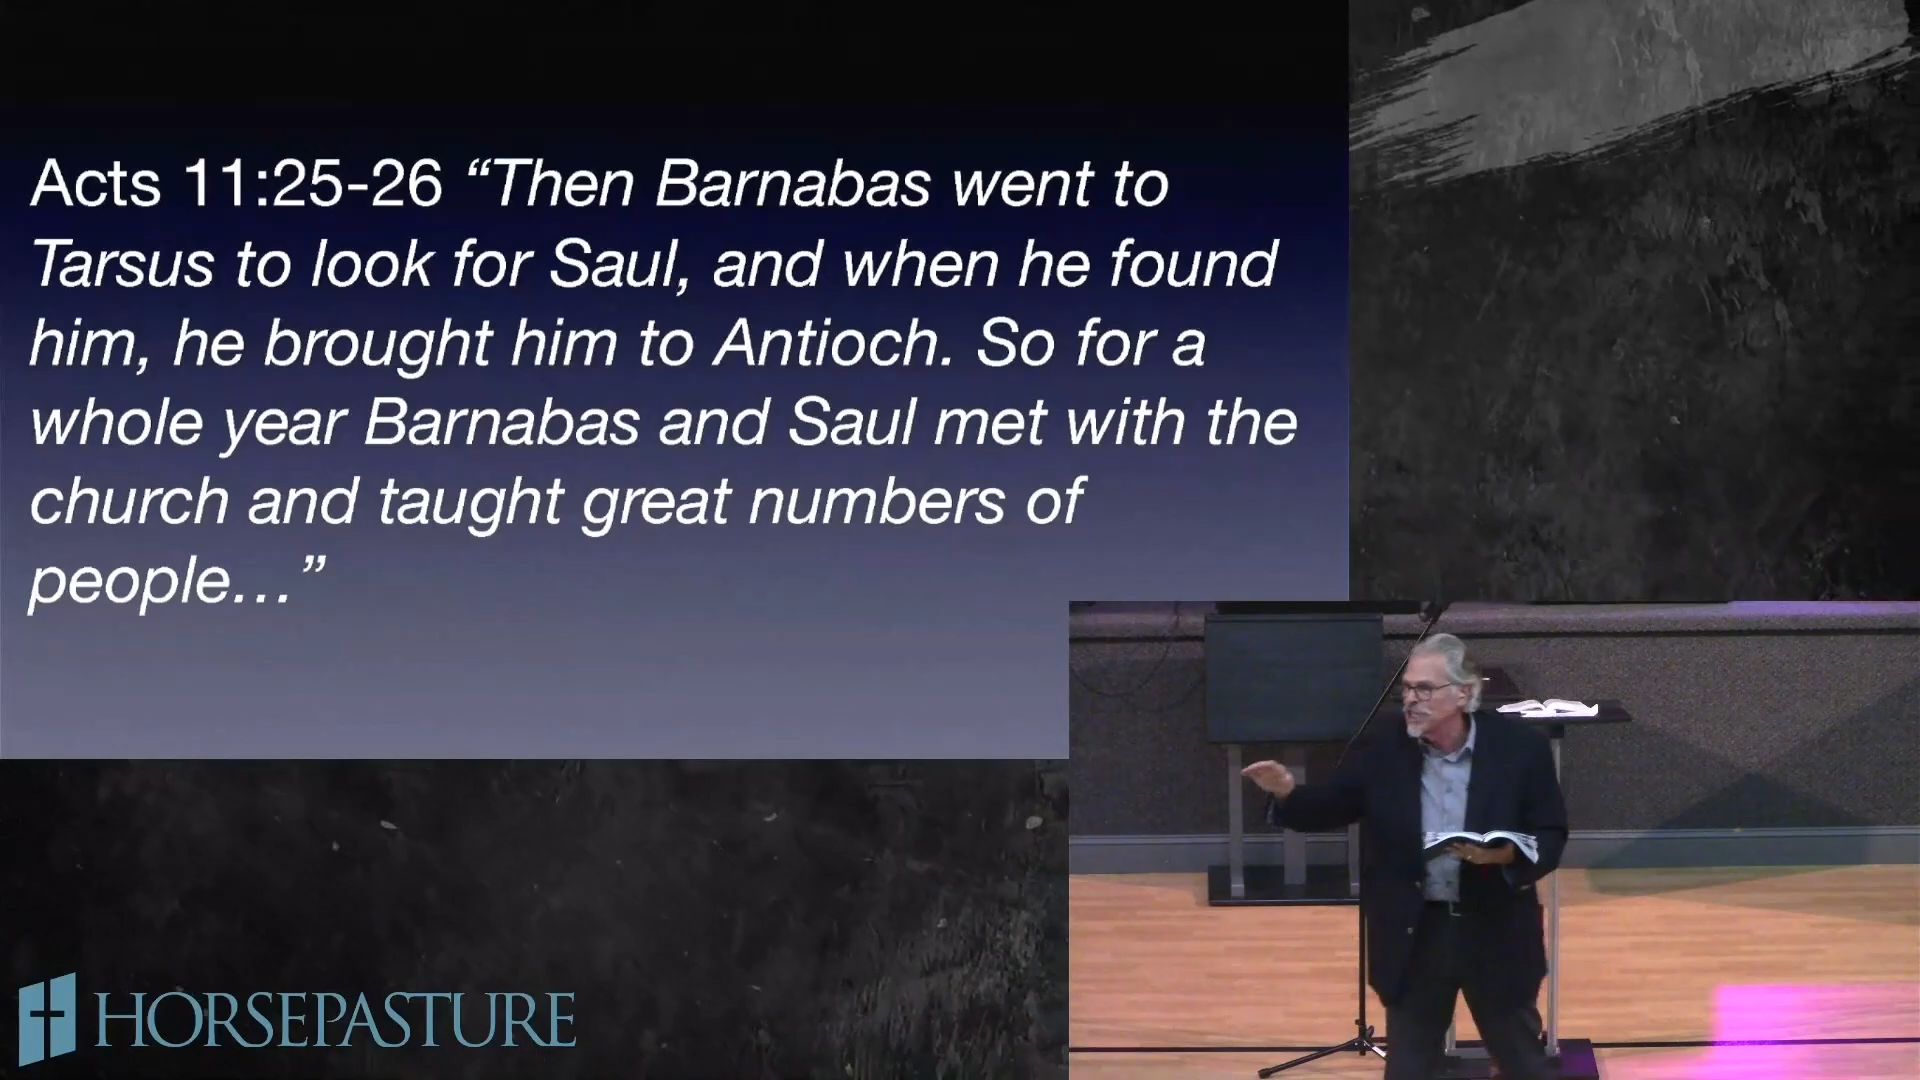 Acts 11:25-26 “Then Barnabas went to
Tarsus to look for Saul, and when he found
him, he brought him to Antioch. So for a
whole year Barnabas and Saul met with the
church and taught great numbers of
people…”
HORSEPASTURE